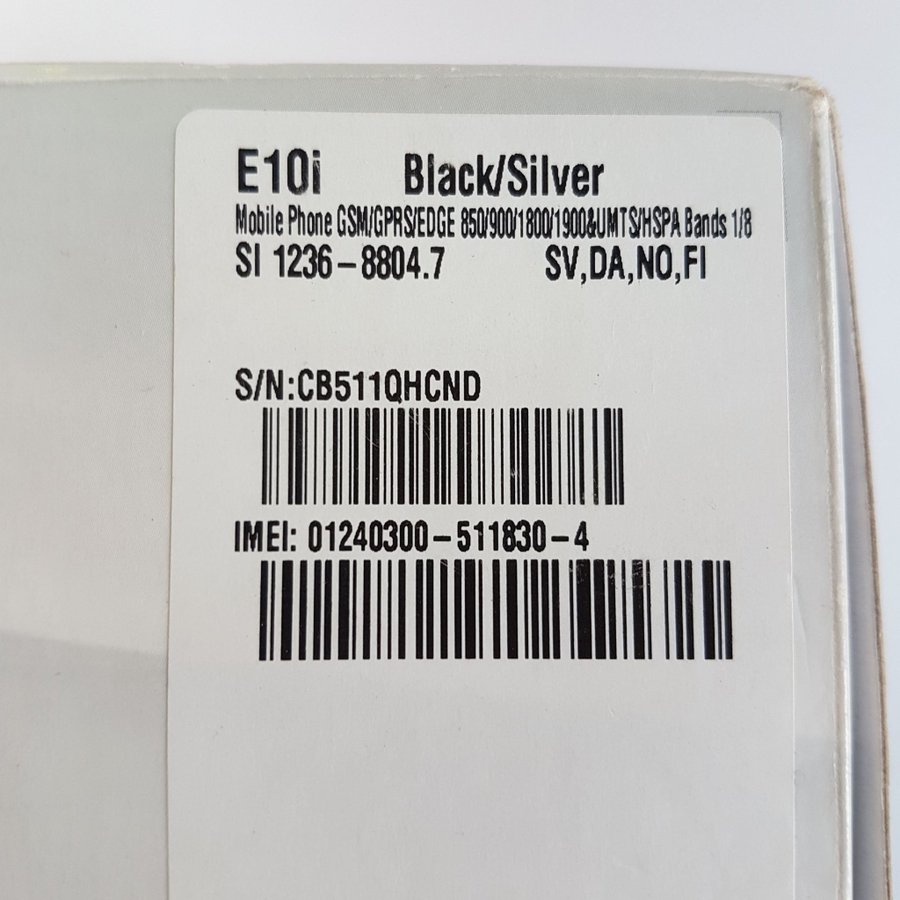 E10i Black/Silver
Mobile Phone GSM/GPRS/EDGE 850/900/1800/1900&UMTS/HSPA Bands 1/8
SI 1236-8804.7 SV,DA,NO,FI
S/N:CB511QHCND
IMEI: 01240300-511830-4